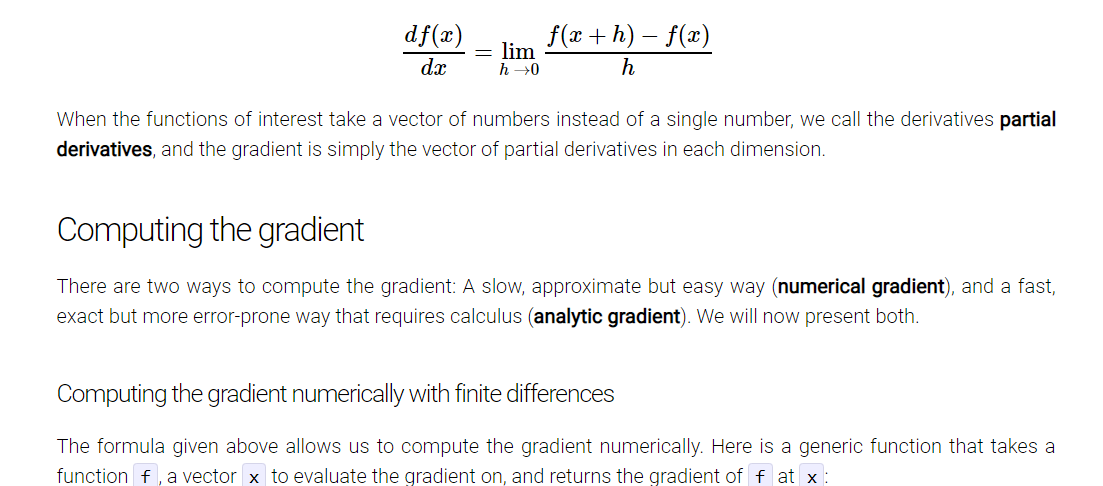 df(x)/dx = lim h→0 f(x + h) − f(x)/h
When the functions of interest take a vector of numbers instead of a single number, we call the derivatives partial
derivatives, and the gradient is simply the vector of partial derivatives in each dimension.
Computing the gradient
There are two ways to compute the gradient: A slow, approximate but easy way (numerical gradient), and a fast,
exact but more error-prone way that requires calculus (analytic gradient). We will now present both.
Computing the gradient numerically with finite differences
The formula given above allows us to compute the gradient numerically. Here is a generic function that takes a
function f, a vector x to evaluate the gradient on, and returns the gradient of f at x: